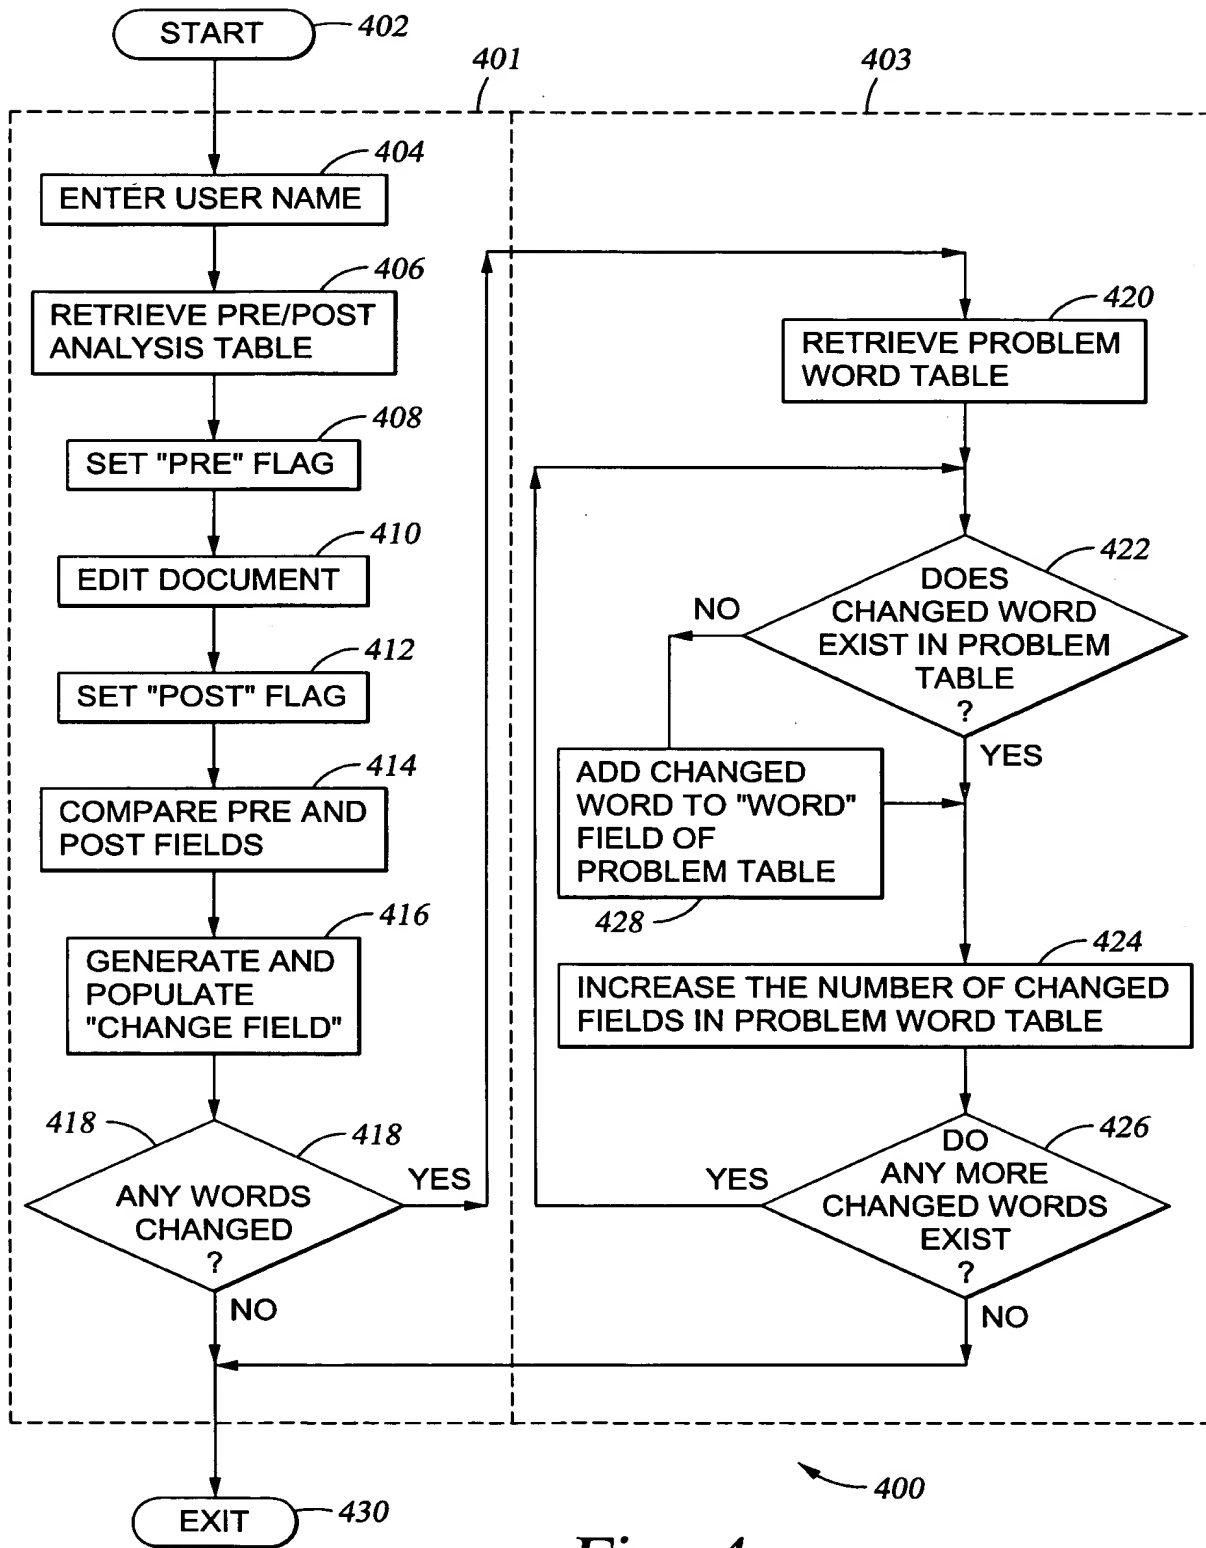 START
402
401
403
404
ENTER USER NAME
406
RETRIEVE PRE/POST
ANALYSIS TABLE
408
SET "PRE" FLAG
410
EDIT DOCUMENT
412
SET "POST" FLAG
414
COMPARE PRE AND
POST FIELDS
416
GENERATE AND
POPULATE
"CHANGE FIELD"
418
418
ANY WORDS
CHANGED
?
YES
NO
420
RETRIEVE PROBLEM
WORD TABLE
422
DOES
CHANGED WORD
EXIST IN PROBLEM
TABLE
?
NO
YES
ADD CHANGED
WORD TO "WORD"
FIELD OF
PROBLEM TABLE
428
424
INCREASE THE NUMBER OF CHANGED
FIELDS IN PROBLEM WORD TABLE
426
DO
ANY MORE
CHANGED WORDS
EXIST
?
YES
NO
400
EXIT
430